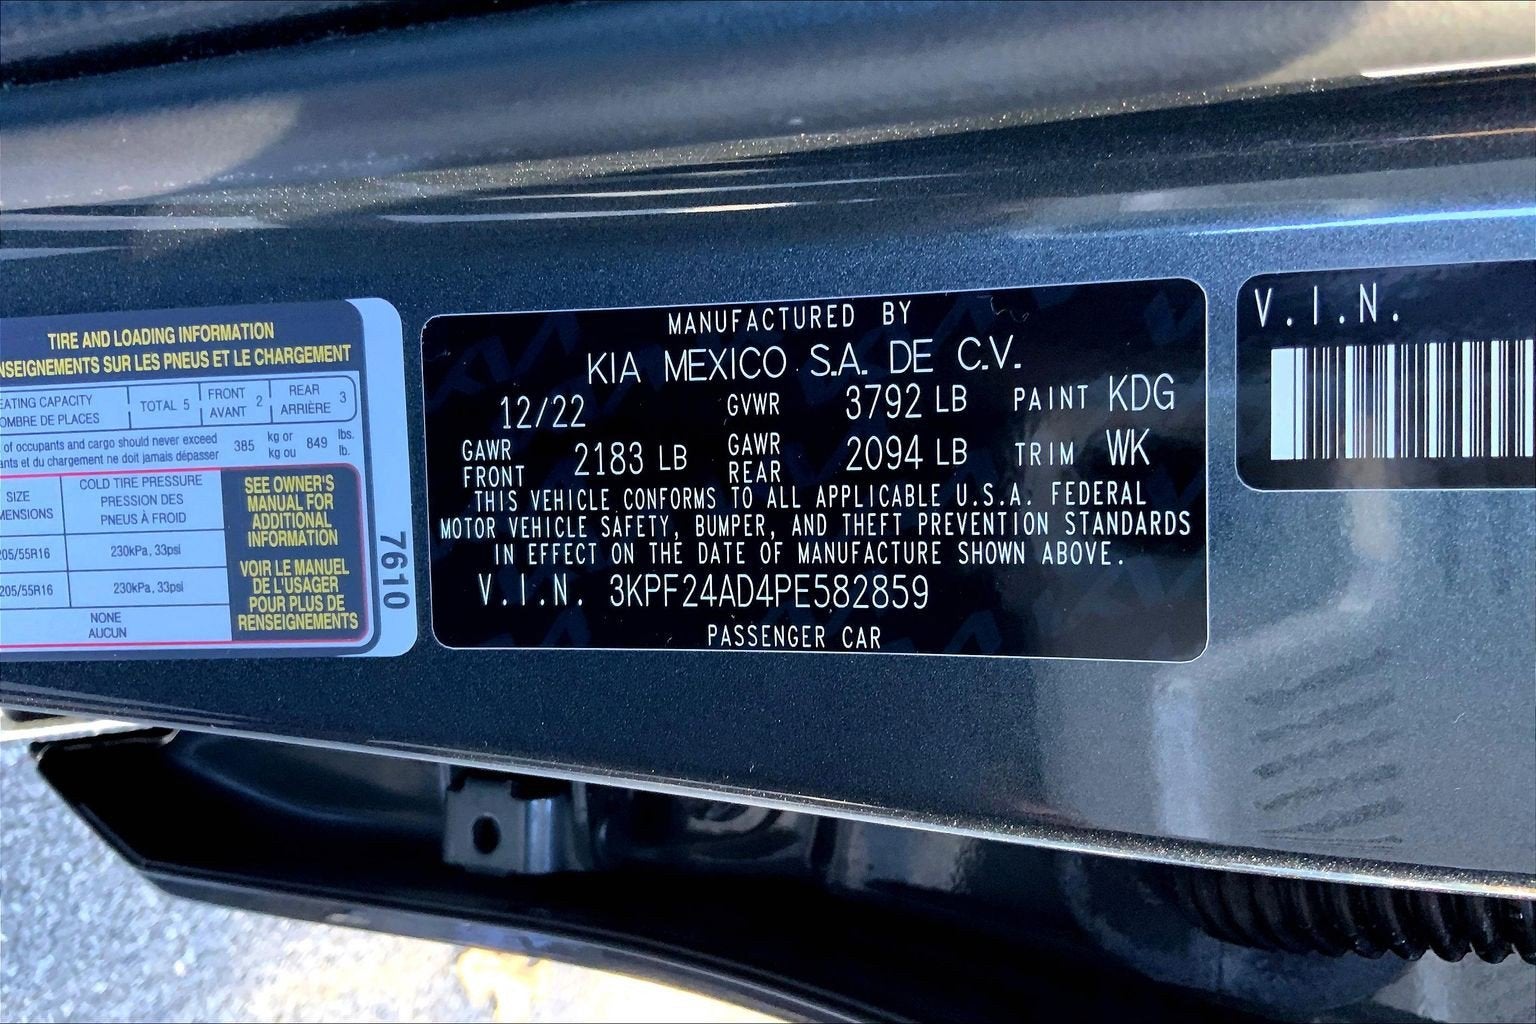 TIRE AND LOADING INFORMATION
NSEIGNEMENTS SUR LES PNEUS ET LE CHARGEMENT
EATING CAPACITY
OMBRE DE PLACES
TOTAL 5
FRONT
AVANT 2
REAR
ARRIÈRE 3
of occupants and cargo should never exceed
ants et du chargement ne doit jamais dépasser
385 kg or
kg ou
849 lbs.
lb.
SIZE
MENSIONS
COLD TIRE PRESSURE
PRESSION DES
PNEUS À FROID
205/55R16 230kPa, 33psi
205/55R16 230kPa, 33psi
NONE
AUCUN
SEE OWNER'S
MANUAL FOR
ADDITIONAL
INFORMATION
VOIR LE MANUEL
DE L'USAGER
POUR PLUS DE
RENSEIGNEMENTS
7610
MANUFACTURED BY
KIA MEXICO S.A. DE C.V.
12/22 GVWR 3792 LB PAINT KDG
GAWR
FRONT 2183 LB
GAWR
REAR 2094 LB TRIM WK
THIS VEHICLE CONFORMS TO ALL APPLICABLE U.S.A. FEDERAL
MOTOR VEHICLE SAFETY, BUMPER, AND THEFT PREVENTION STANDARDS
IN EFFECT ON THE DATE OF MANUFACTURE SHOWN ABOVE.
V.I.N. 3KPF24AD4PE582859
PASSENGER CAR
V.I.N.